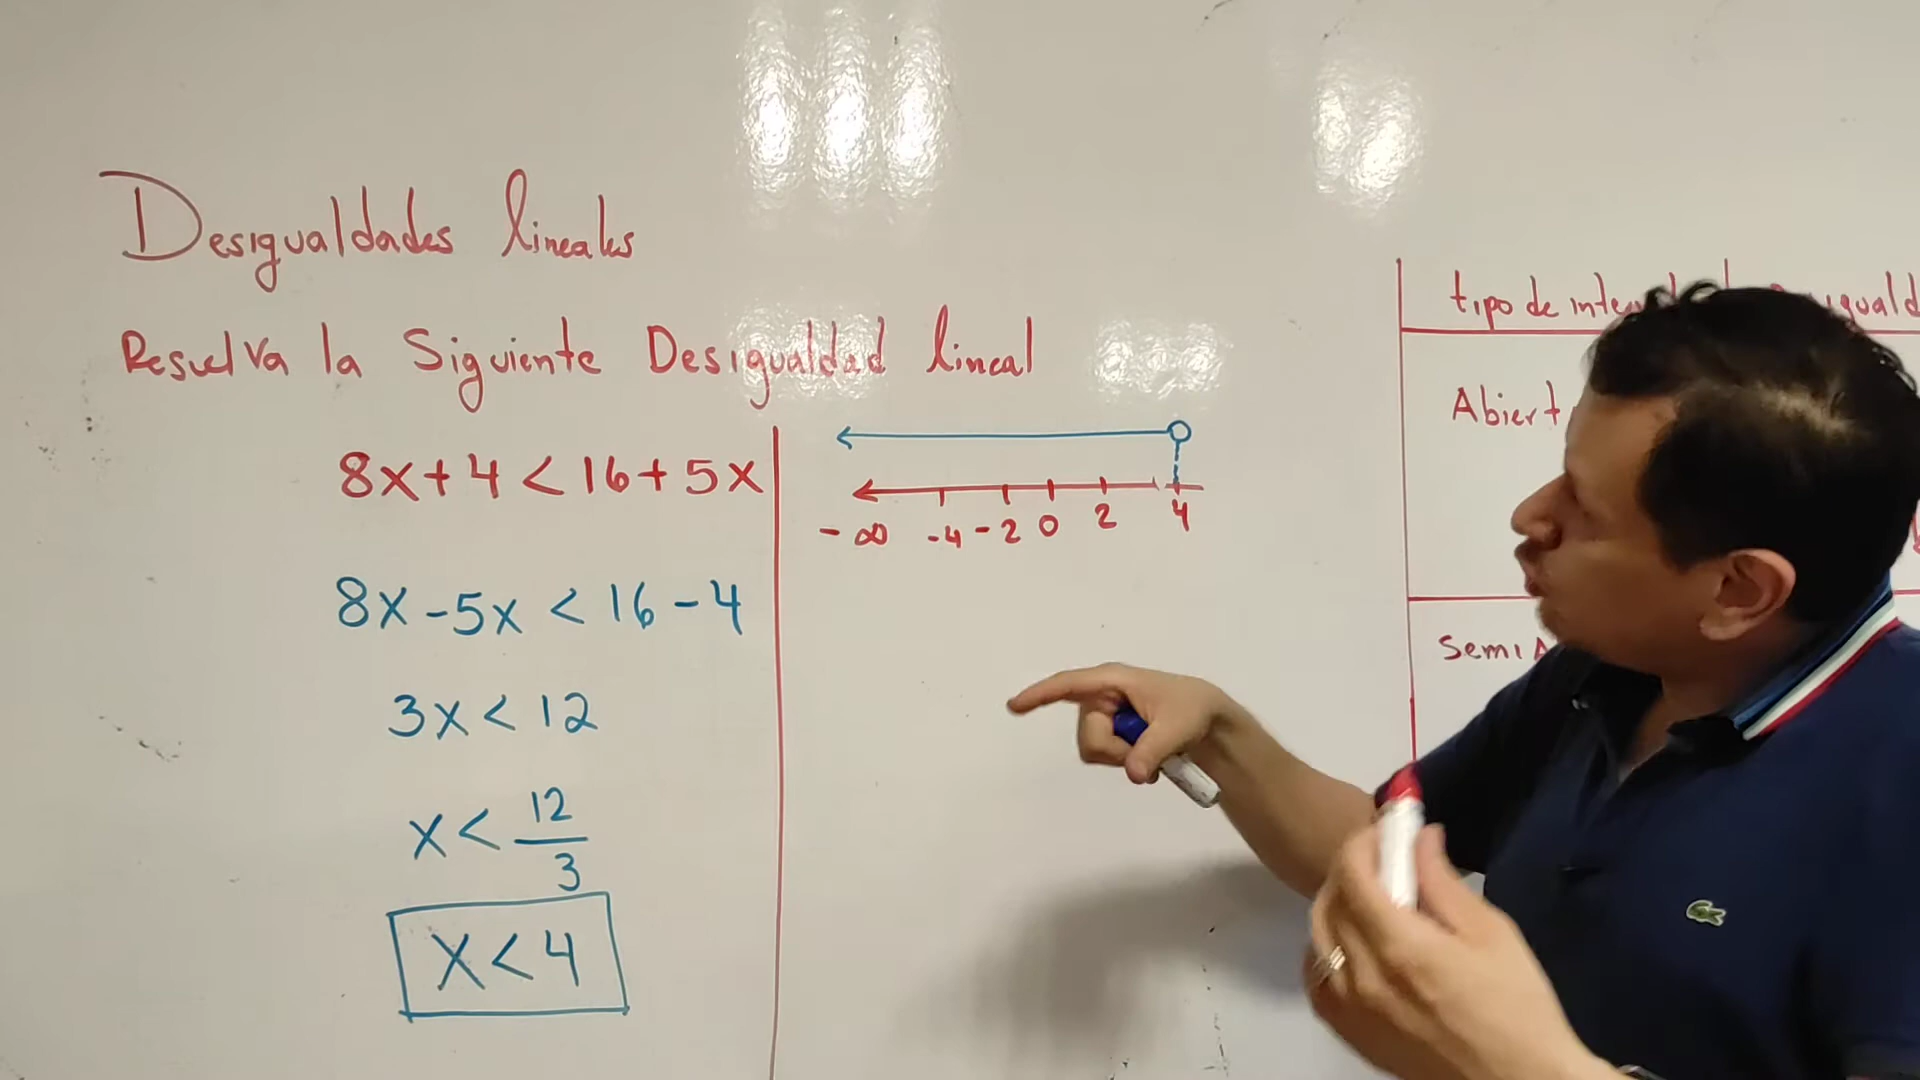 Desigualdades lineales
Resuelva la Siguiente Desigualdad lineal
8x+4<16+5x
8x-5x<16-4
3x<12
x<12/3
x<4
-∞ -4 -2 0 2 4
tipo de
Abiert
Semi A